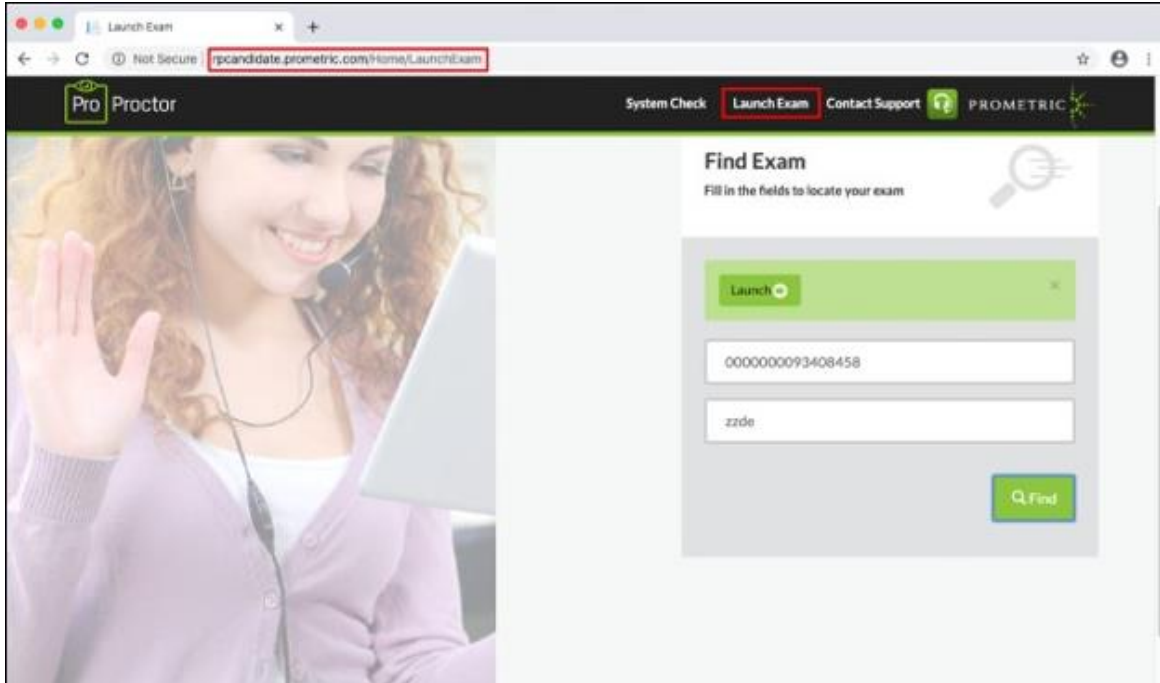 Launch Exam
Not Secure rpcandidate.prometric.com/Home/LaunchExam
Pro Proctor System Check Launch Exam Contact Support PROMETRIC
Find Exam
Fill in the fields to locate your exam
Launch
0000000093408458
zzde
Find